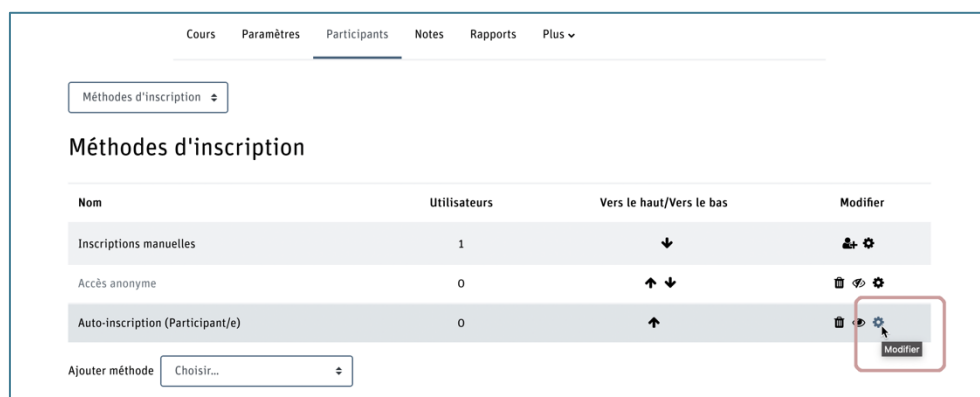 Cours Paramètres Participants Notes Rapports Plus
Méthodes d'inscription
Méthodes d'inscription
Nom Utilisateurs Vers le haut/Vers le bas Modifier
Inscriptions manuelles 1
Accès anonyme 0
Auto-inscription (Participant/e) 0
Modifier
Ajouter méthode Choisir...